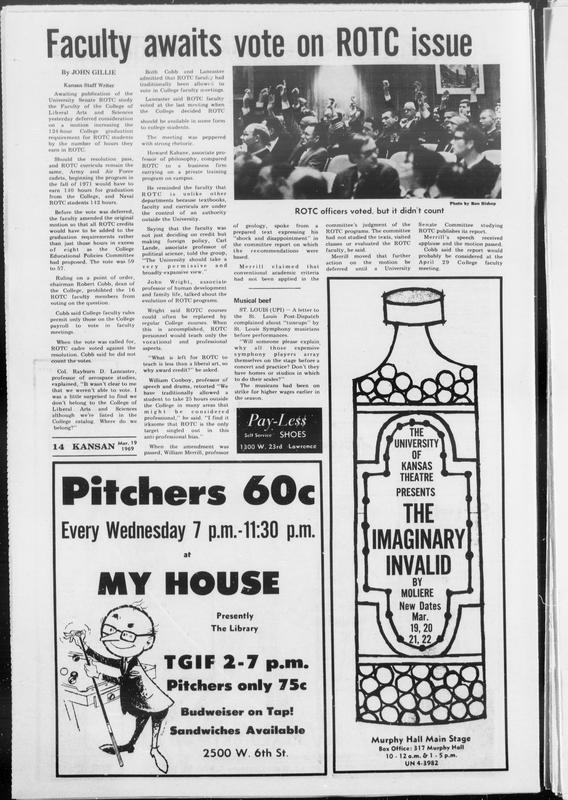 Faculty awaits vote on ROTC issue
By JOHN GILLIE
Kansan Staff Writer
Awaiting publication of the
University Senate ROTC study
the Faculty of the College of
Liberal Arts and Sciences
yesterday deferred consideration
on a motion increasing the
124-hour College graduation
requirement for ROTC students
by the number of hours they
earn in ROTC.
Should the resolution pass,
and ROTC curricula remain the
same, Army and Air Force
cadets, beginning the program in
the fall of 1971 would have to
earn 140 hours for graduation
from the College, and Naval
ROTC students 142 hours.
Before the vote was deferred,
the faculty amended the original
motion so that all ROTC credits
would have to be added to the
graduation requirements rather
than just those hours in excess
of eight as the College
Educational Policies Committee
had proposed. The vote was 59
to 57.
Ruling on a point of order,
chairman Robert Cobb, dean of
the College, prohibited the 16
ROTC faculty members from
voting on the question.
Cobb said College faculty rules
permit only those on the College
payroll to vote in faculty
meetings.
When the vote was called for,
ROTC cadre voted against the
resolution. Cobb said he did not
count the votes.
Col. Rayburn D. Lancaster,
professor of aerospace studies,
explained, "It wasn't clear to me
that we weren't able to vote. I
was a little surprised to find we
don't belong to the College of
Liberal Arts and Sciences
although we're listed in the
College catalog. Where do we
belong?"
14 KANSAN Mar. 19
1969
Both Cobb and Lancaster
admitted that ROTC faculty had
traditionally been allowed to
vote in College faculty meetings.
Lancaster said ROTC faculty
voted at the last meeting when
the College decided ROTC
should be available in some form
to college students.
The meeting was peppered
with strong rhetoric.
Howard Kahane, associate pro-
fessor of philosophy, compared
ROTC to a business firm
carrying on a private training
program on campus.
He reminded the faculty that
ROTC is unlike other
departments because textbooks,
faculty and curricula are under
the control of an authority
outside the University.
Saying that the faculty was
not just deciding on credit but
making foreign policy, Carl
Lande, associate professor of
political science, told the group,
"The University should take a
very permissive and
broadly expansive view."
John Wright, associate
professor of human development
and family life, talked about the
evolution of ROTC programs.
Wright said ROTC courses
could often be replaced by
regular College courses. When
this is accomplished, ROTC
personnel would teach only the
vocational and professional
aspects.
"What is left for ROTC to
teach is less than a liberal art, so
why award credit?" he asked.
William Conboy, professor of
speech and drama, retorted "We
have traditionally allowed a
student to take 25 hours outside
the College in many areas that
might be considered
professional," he said. "I find it
irksome that ROTC is the only
target singled out in this
anti-professional bias."
When the amendment was
passed, William Merrill, professor
Photo by Ron Bishop
ROTC officers voted, but it didn't count
of geology, spoke from a
prepared text expressing his
"shock and disappointment" in
the committee report on which
the recommendations were
based.
Merrill claimed that
conventional academic criteria
had not been applied in the
committee's judgment of the
ROTC programs. The committee
had not studied the texts, visited
classes or evaluated the ROTC
faculty, he said.
Merrill moved that further
action on the motion be
deferred until a University
Senate Committee studying
ROTC publishes its report.
Merrill's speech received
applause and the motion passed.
Cobb said the report would
probably be considered at the
April 29 College faculty
meeting.
Musical beef
ST. LOUIS (UPI) — A letter to
the St. Louis Post-Dispatch
complained about "tuneups" by
St. Louis Symphony musicians
before performances.
"Will someone please explain
why all those expensive
symphony players array
themselves on the stage before a
concert and practice? Don't they
have homes or studios in which
to do their scales?"
The musicians had been on
strike for higher wages earlier in
the season.
Pay-Le$$
Self Service SHOES
1300 W. 23rd Lawrence
Pitchers 60c
Every Wednesday 7 p.m.-11:30 p.m.
at
MY HOUSE
Presently
The Library
TGIF 2-7 p.m.
Pitchers only 75c
Budweiser on Tap!
Sandwiches Available
2500 W. 6th St.
THE
UNIVERSITY
OF
KANSAS
THEATRE
PRESENTS
THE
IMAGINARY
INVALID
BY
MOLIERE
New Dates
Mar.
19, 20
21, 22
Murphy Hall Main Stage
Box Office: 317 Murphy Hall
10 - 12 a.m. & 1 - 5 p.m.
UN 4-3982